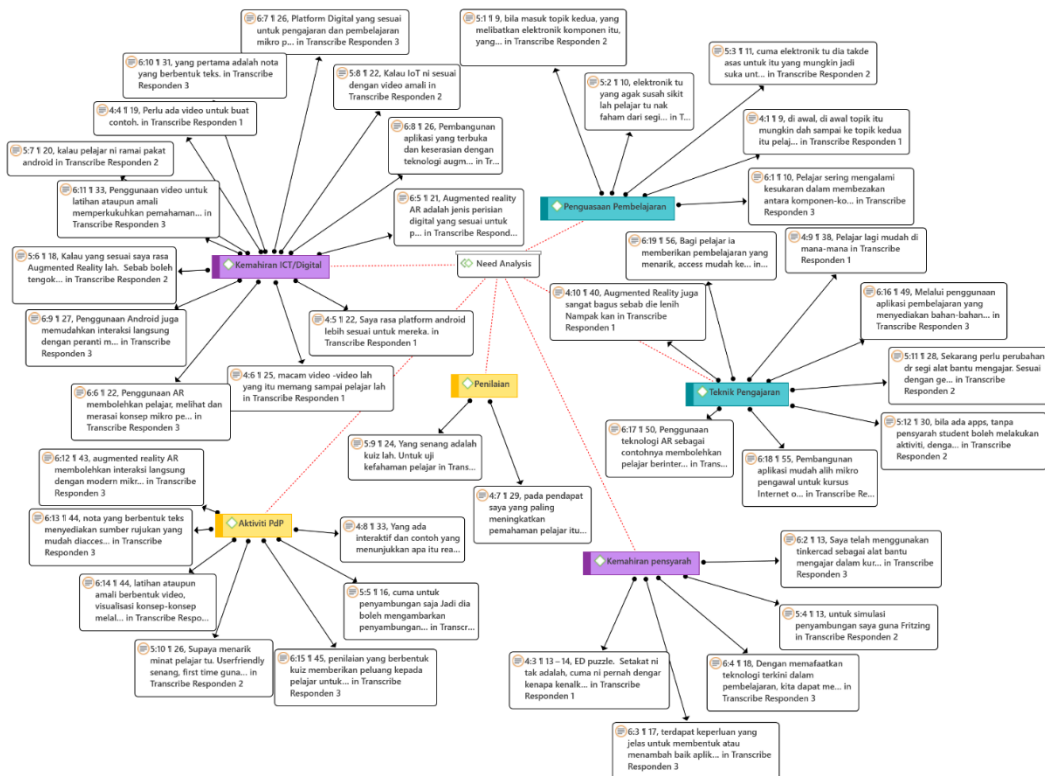 6:7 ¶ 26, Platform Digital yang sesuai
untuk pengajaran dan pembelajaran
mikro p... in Transcribe Responden 3
5:1 ¶ 9, bila masuk topik kedua, yang
melibatkan elektronik komponen itu,
yang... in Transcribe Responden 2
5:3 ¶ 11, cuma elektronik tu dia takde
asas untuk itu yang mungkin jadi
suka unt... in Transcribe
Responden 2
6:10 ¶ 31, yang pertama adalah nota
yang berbentuk teks. in Transcribe
Responden 3
5:8 ¶ 22, Kalau IoT ni sesuai
dengan video amali in
Transcribe Responden 2
5:2 ¶ 10, elektronik tu
yang agak susah sikit
lah pelajar tu nak
faham dari segi... in T...
4:4 ¶ 19, Perlu ada video untuk buat
contoh. in Transcribe Responden 1
4:1 ¶ 9, di awal, di awal topik itu
mungkin dah sampai ke topik kedua
itu pelaj... in Transcribe Responden 1
6:8 ¶ 26, Pembangunan
aplikasi yang terbuka
dan keserasian dengan
teknologi augm... in Tr...
5:7 ¶ 20, kalau pelajar ni ramai pakat
android in Transcribe Responden 2
6:11 ¶ 33, Penggunaan video untuk
latihan ataupun amali
memperkukuhkan pemahaman... in
Transcribe Responden 3
6:1 ¶ 10, Pelajar sering mengalami
kesukaran dalam membezakan
antara komponen-ko... in
Transcribe Responden 3
6:5 ¶ 21, Augmented reality
AR adalah jenis perisian
digital yang sesuai untuk
p... in Transcribe Respond...
Penguasaan Pembelajaran
5:6 ¶ 18, Kalau yang sesuai saya rasa
Augmented Reality lah. Sebab boleh
tengok... in Transcribe Responden 2
Kemahiran ICT/Digital
Need Analysis
6:19 ¶ 56, Bagi pelajar ia
memberikan pembelajaran yang
menarik, access mudah ke... in...
4:9 ¶ 38, Pelajar lagi mudah di
mana-mana in Transcribe
Responden 1
4:10 ¶ 40, Augmented Reality juga
sangat bagus sebab die lenih
Nampak kan in Transcribe
Responden 1
6:16 ¶ 49, Melalui penggunaan
aplikasi pembelajaran yang
menyediakan bahan-bahan...
in Transcribe Responden 3
6:9 ¶ 27, Penggunaan Android juga
memudahkan interaksi langsung
dengan peranti m... in Transcribe
Responden 3
4:5 ¶ 22, Saya rasa platform android
lebih sesuai untuk mereka. in
Transcribe Responden 1
5:11 ¶ 28, Sekarang perlu perubahan
dr segi alat bantu mengajar. Sesuai
dengan ge... in Transcribe
Responden 2
6:6 ¶ 22, Penggunaan AR
membolehkan pelajar, melihat dan
merasai konsep mikro pe... in
Transcribe Responden 3
4:6 ¶ 25, macam video -video lah
yang itu memang sampai pelajar lah
in Transcribe Responden 1
Penilaian
Teknik Pengajaran
5:12 ¶ 30, bila ada apps, tanpa
pensyarah student boleh melakukan
aktiviti, denga... in Transcribe
Responden 2
5:9 ¶ 24, Yang senang adalah
kuiz lah. Untuk uji
kefahaman pelajar in Trans...
6:17 ¶ 50, Penggunaan
teknologi AR sebagai
contohnya membolehkan
pelajar berinter... in Trans...
6:18 ¶ 55, Pembangunan
aplikasi mudah alih mikro
pengawal untuk kursus
Internet o... in Transcribe Re...
6:12 ¶ 43, augmented reality AR
membolehkan interaksi langsung
dengan modern mikr... in Transcribe
Responden 3
4:7 ¶ 29, pada pendapat
saya yang paling
meningkatkan
pemahaman pelajar itu...
6:13 ¶ 44, nota yang berbentuk teks
menyediakan sumber rujukan yang
mudah diacces... in Transcribe
Responden 3
Aktiviti PdP
4:8 ¶ 33, Yang ada
interaktif dan contoh yang
menunjukkan apa itu rea...
in Transcribe Responden 1
6:2 ¶ 13, Saya telah menggunakan
tinkercad sebagai alat bantu
mengajar dalam kur... in
Transcribe Responden 3
Kemahiran pensyarah
6:14 ¶ 44, latihan ataupun
amali berbentuk video,
visualisasi konsep-konsep
melal... in Transcribe Respo...
5:5 ¶ 16, cuma untuk
penyambungan saja Jadi dia
boleh mengambarkan
penyambungan... in Transcr...
5:4 ¶ 13, untuk simulasi
penyambungan saya guna Fritzing
in Transcribe Responden 2
5:10 ¶ 26, Supaya menarik
minat pelajar tu. Userfriendly
senang, first time guna... in
Transcribe Responden 2
6:15 ¶ 45, penilaian yang berbentuk
kuiz memberikan peluang kepada
pelajar untuk... in Transcribe
Responden 3
4:3 ¶ 13 – 14, ED puzzle. Setakat ni
tak adalah, cuma ni pernah dengar
kenapa kenalk... in Transcribe
Responden 1
6:4 ¶ 18, Dengan memafaatkan
teknologi terkini dalam
pembelajaran, kita dapat me... in
Transcribe Responden 3
6:3 ¶ 17, terdapat keperluan yang
jelas untuk membentuk atau
menambah baik aplik... in
Transcribe Responden 3